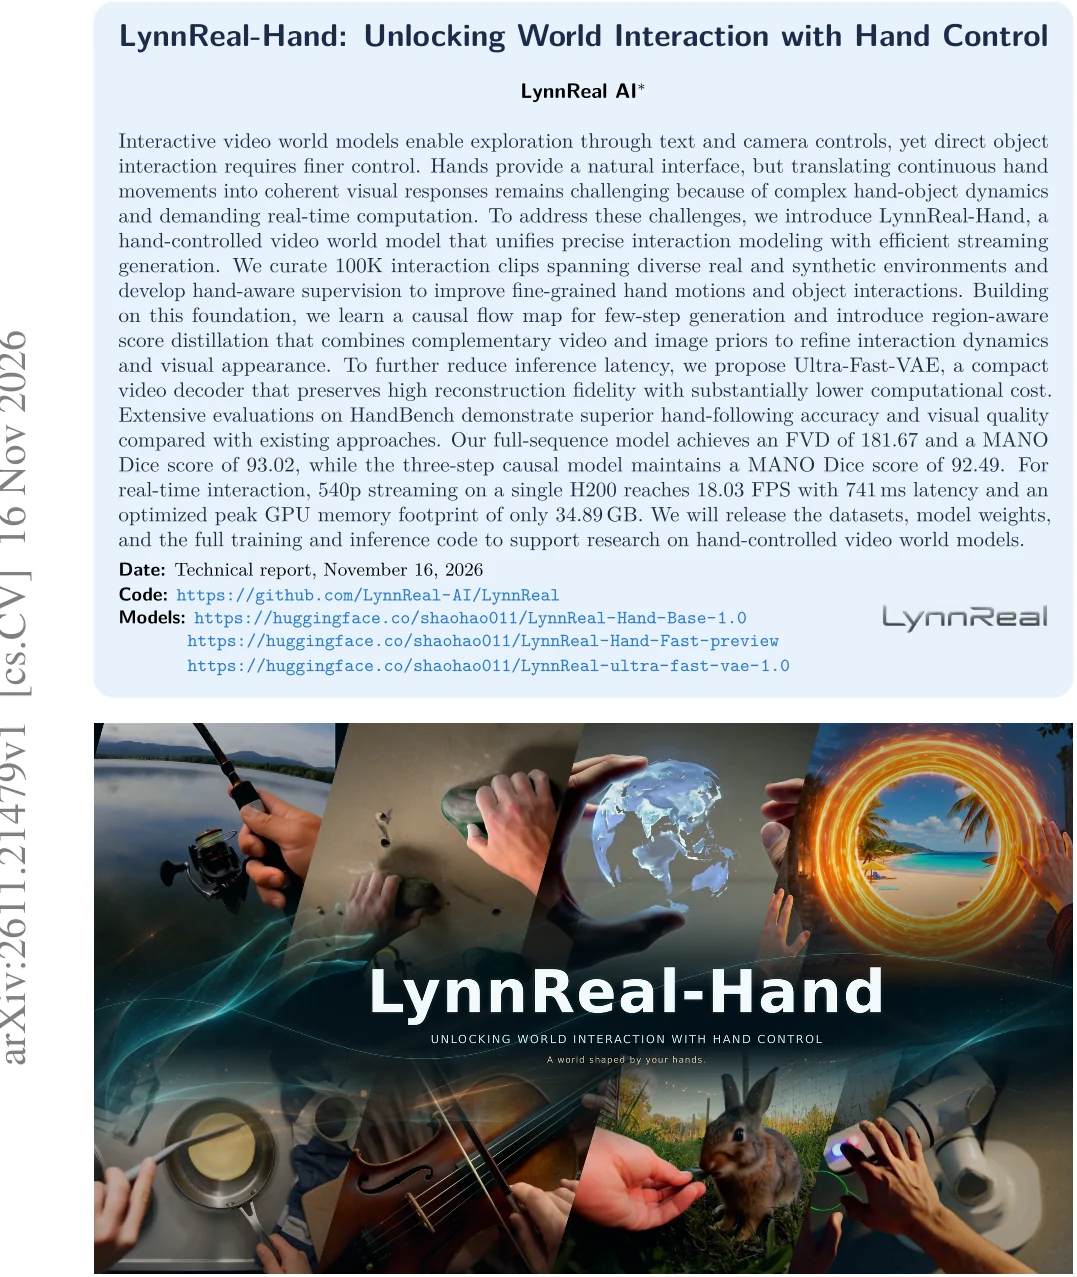 LynnReal-Hand: Unlocking World Interaction with Hand Control
LynnReal AI*
Interactive video world models enable exploration through text and camera controls, yet direct object
interaction requires finer control. Hands provide a natural interface, but translating continuous hand
movements into coherent visual responses remains challenging because of complex hand-object dynamics
and demanding real-time computation. To address these challenges, we introduce LynnReal-Hand, a
hand-controlled video world model that unifies precise interaction modeling with efficient streaming
generation. We curate 100K interaction clips spanning diverse real and synthetic environments and
develop hand-aware supervision to improve fine-grained hand motions and object interactions. Building
on this foundation, we learn a causal flow map for few-step generation and introduce region-aware
score distillation that combines complementary video and image priors to refine interaction dynamics
and visual appearance. To further reduce inference latency, we propose Ultra-Fast-VAE, a compact
video decoder that preserves high reconstruction fidelity with substantially lower computational cost.
Extensive evaluations on HandBench demonstrate superior hand-following accuracy and visual quality
compared with existing approaches. Our full-sequence model achieves an FVD of 181.67 and a MANO
Dice score of 93.02, while the three-step causal model maintains a MANO Dice score of 92.49. For
real-time interaction, 540p streaming on a single H200 reaches 18.03 FPS with 741 ms latency and an
optimized peak GPU memory footprint of only 34.89 GB. We will release the datasets, model weights,
and the full training and inference code to support research on hand-controlled video world models.
Date: Technical report, November 16, 2026
Code: https://github.com/LynnReal-AI/LynnReal
Models: https://huggingface.co/shaohao011/LynnReal-Hand-Base-1.0
https://huggingface.co/shaohao011/LynnReal-Hand-Fast-preview
https://huggingface.co/shaohao011/LynnReal-ultra-fast-vae-1.0
LynnReal
arXiv:2611.21479v1 [cs.CV] 16 Nov 2026
LynnReal-Hand
UNLOCKING WORLD INTERACTION WITH HAND CONTROL
A world shaped by your hands.